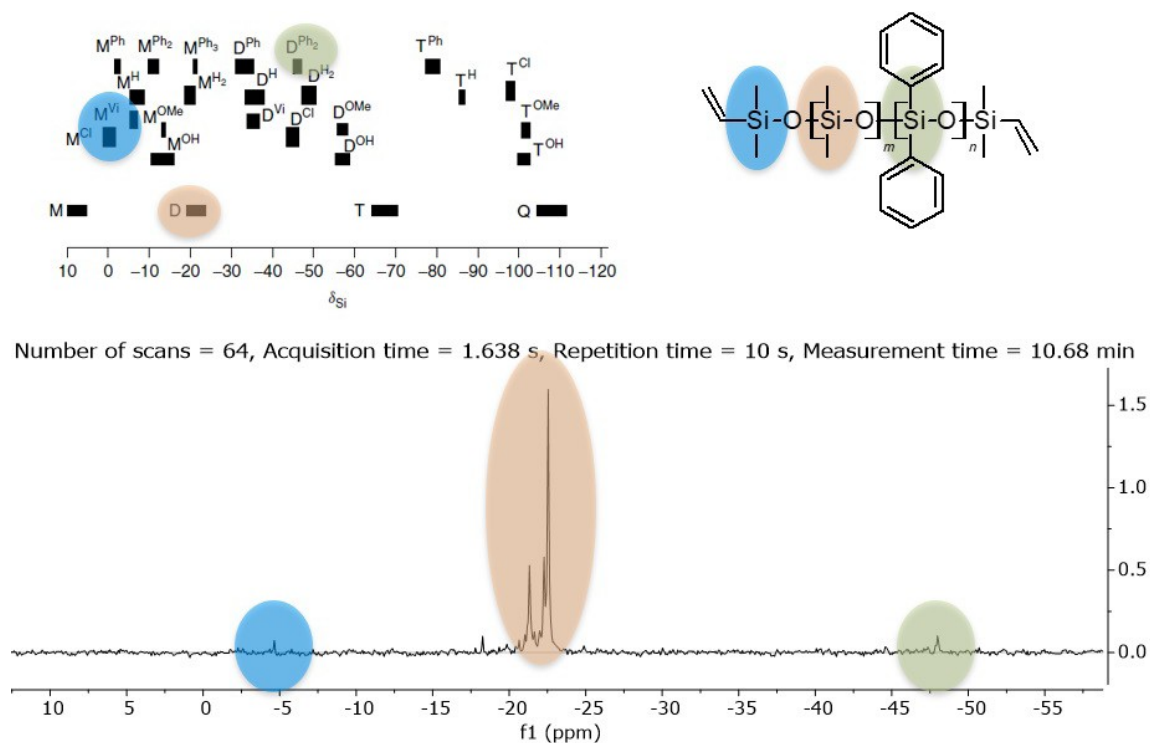 M^Ph M^Ph2 M^Ph3 D^Ph D^Ph2 T^Ph
M^H M^H2 D^H D^H2 T^H T^Cl
M^Vi M^OMe D^Vi D^Cl D^OMe T^OMe
M^Cl M^OH D^OH T^OH
M D T Q
10 0 −10 −20 −30 −40 −50 −60 −70 −80 −90 −100 −110 −120
δSi
Si O [ Si O ]m [ Si O ]n Si
Number of scans = 64, Acquisition time = 1.638 s, Repetition time = 10 s, Measurement time = 10.68 min
1.5
1.0
0.5
0.0
10 5 0 -5 -10 -15 -20 -25 -30 -35 -40 -45 -50 -55
f1 (ppm)